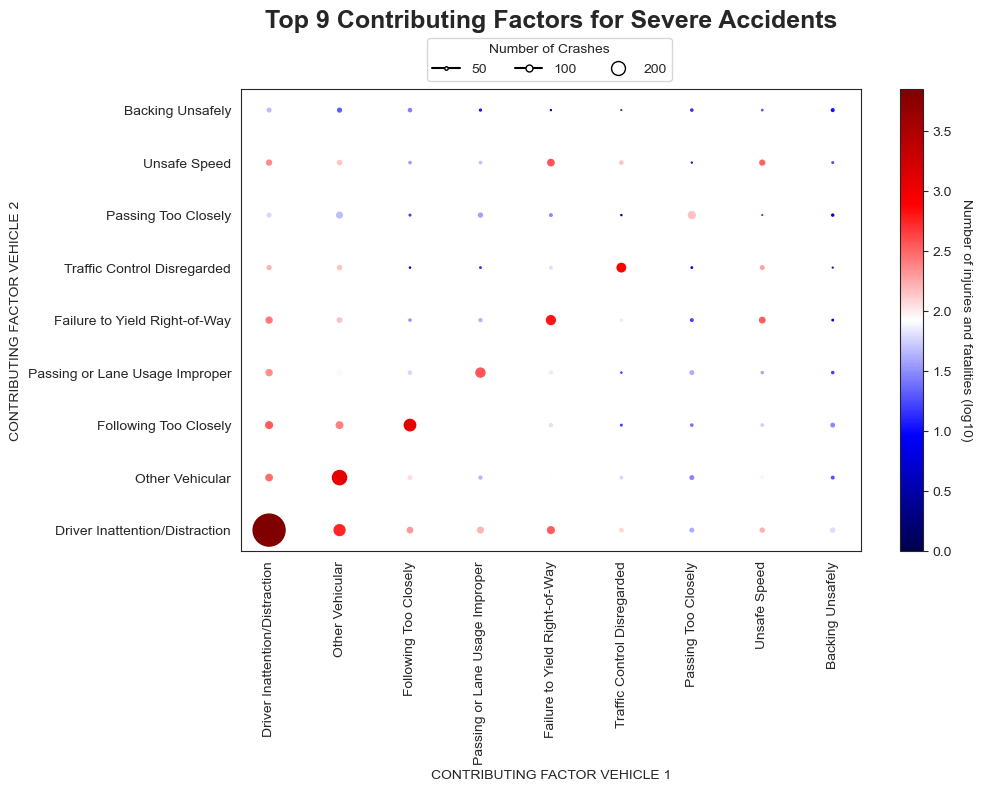 Top 9 Contributing Factors for Severe Accidents
Number of Crashes
50 100 200
CONTRIBUTING FACTOR VEHICLE 2
Backing Unsafely
Unsafe Speed
Passing Too Closely
Traffic Control Disregarded
Failure to Yield Right-of-Way
Passing or Lane Usage Improper
Following Too Closely
Other Vehicular
Driver Inattention/Distraction
Driver Inattention/Distraction
Other Vehicular
Following Too Closely
Passing or Lane Usage Improper
Failure to Yield Right-of-Way
Traffic Control Disregarded
Passing Too Closely
Unsafe Speed
Backing Unsafely
CONTRIBUTING FACTOR VEHICLE 1
3.5
3.0
2.5
2.0
1.5
1.0
0.5
0.0
Number of injuries and fatalities (log10)